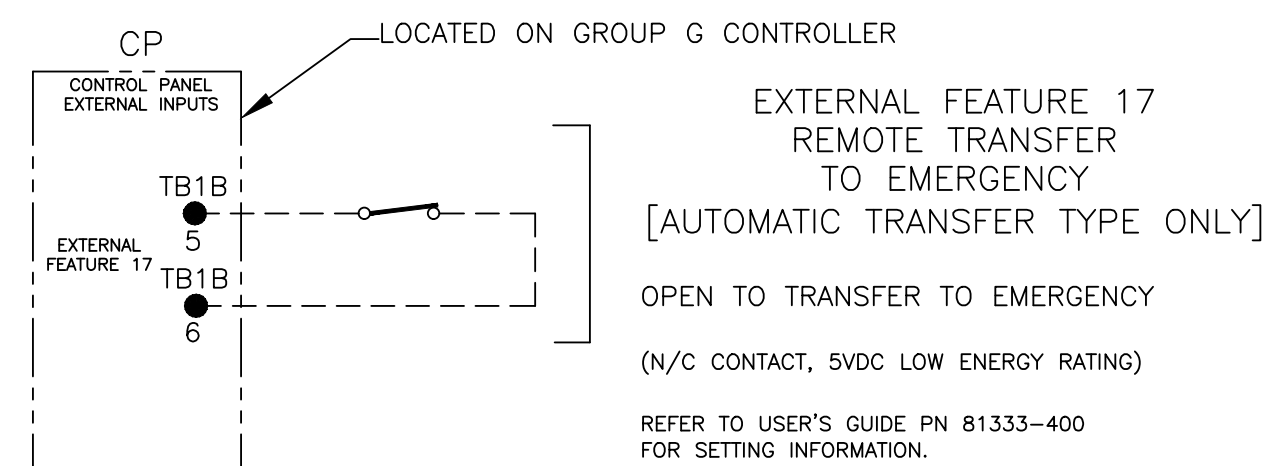 CP
LOCATED ON GROUP G CONTROLLER
CONTROL PANEL
EXTERNAL INPUTS
TB1B
5
EXTERNAL
FEATURE 17
TB1B
6
EXTERNAL FEATURE 17
REMOTE TRANSFER
TO EMERGENCY
[AUTOMATIC TRANSFER TYPE ONLY]
OPEN TO TRANSFER TO EMERGENCY
(N/C CONTACT, 5VDC LOW ENERGY RATING)
REFER TO USER'S GUIDE PN 81333-400
FOR SETTING INFORMATION.